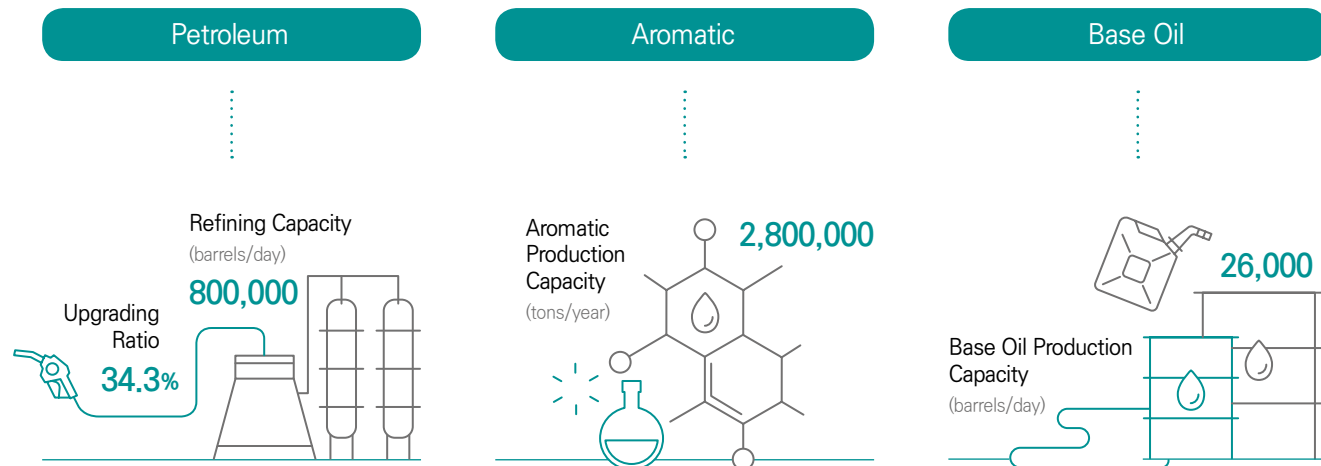 Petroleum
Refining Capacity
(barrels/day)
800,000
Upgrading
Ratio
34.3%
Aromatic
Aromatic
Production
Capacity
(tons/year)
2,800,000
Base Oil
26,000
Base Oil Production
Capacity
(barrels/day)